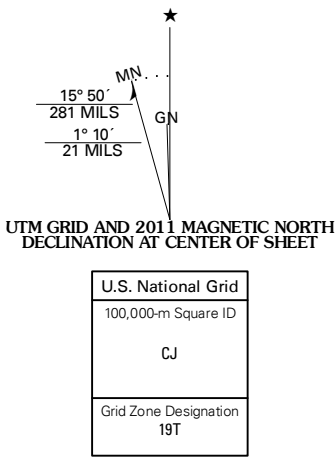 ★
MN
15° 50´
281 MILS
GN
1° 10´
21 MILS
UTM GRID AND 2011 MAGNETIC NORTH
DECLINATION AT CENTER OF SHEET
U.S. National Grid
100,000-m Square ID
CJ
Grid Zone Designation
19T